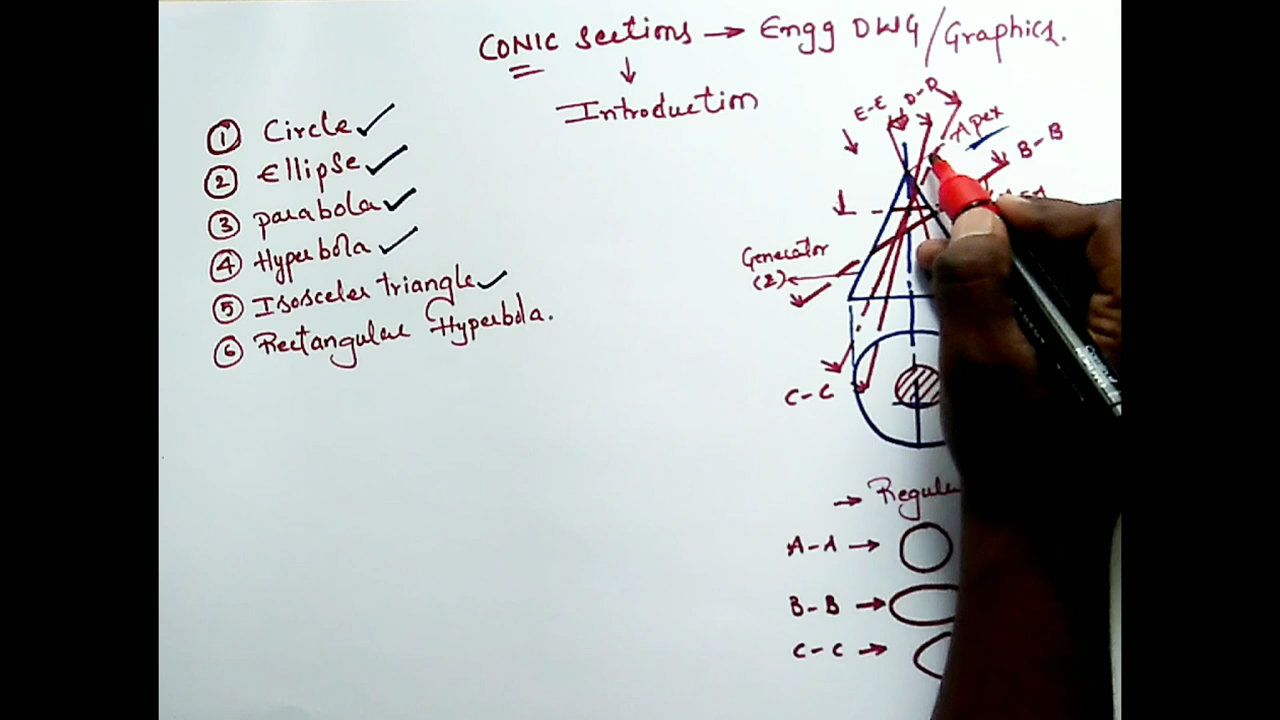 CONIC Sections → Engg DWG/Graphics.
↓
Introduction
① Circle ✓
② Ellipse ✓
③ parabola ✓
④ Hyperbola ✓
⑤ Isosceles triangle ✓
⑥ Rectangular Hyperbola.
E-E
D-D
Apex
B-B
Generator
(2)
C-C
→
A-A →
B-B →
C-C →